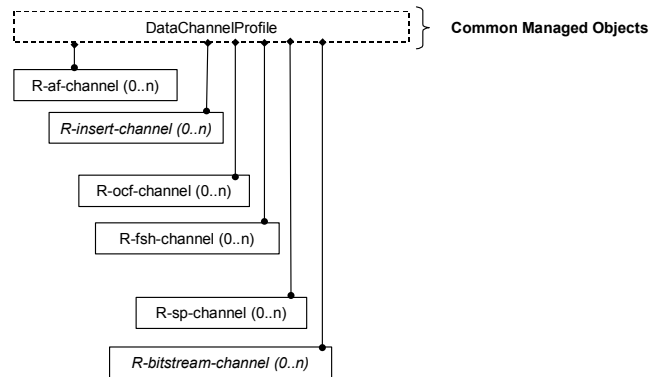 DataChannelProfile
Common Managed Objects
R-af-channel (0..n)
R-insert-channel (0..n)
R-ocf-channel (0..n)
R-fsh-channel (0..n)
R-sp-channel (0..n)
R-bitstream-channel (0..n)